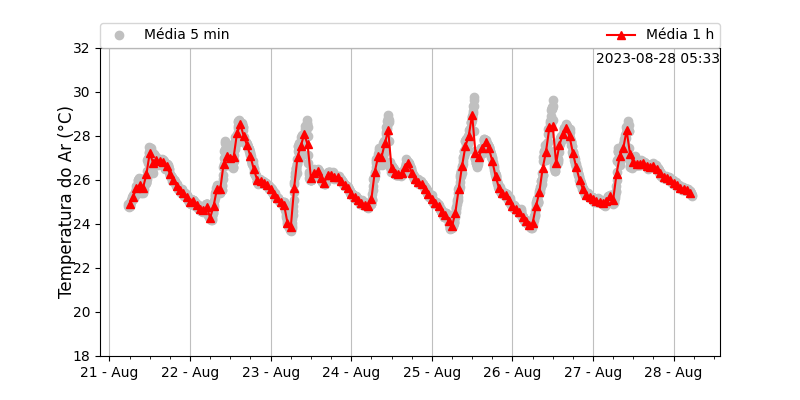 Média 5 min
Média 1 h
2023-08-28 05:33
Temperatura do Ar (°C)
32
30
28
26
24
22
20
18
21 - Aug
22 - Aug
23 - Aug
24 - Aug
25 - Aug
26 - Aug
27 - Aug
28 - Aug